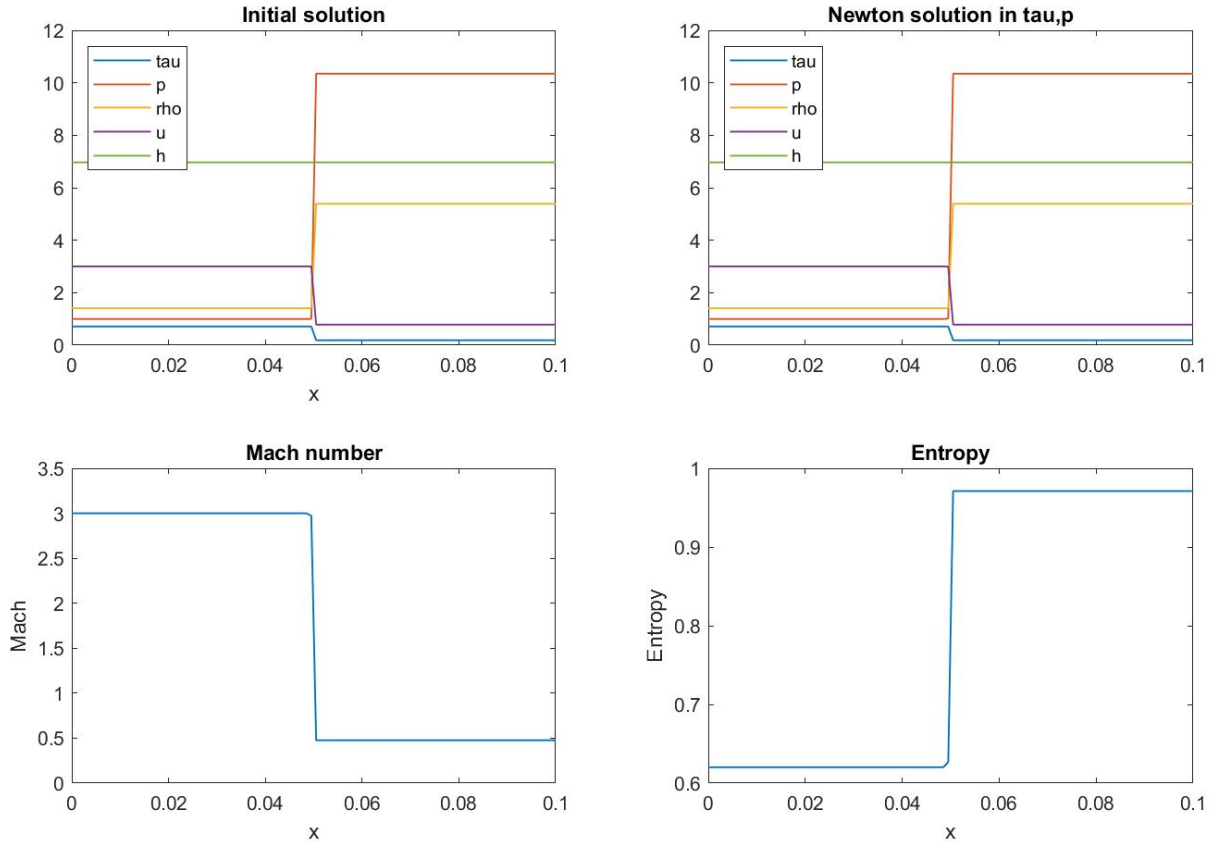 Initial solution
12
10
8
6
4
2
0
tau
p
rho
u
h
0 0.02 0.04 0.06 0.08 0.1
x
Newton solution in tau,p
12
10
8
6
4
2
0
tau
p
rho
u
h
0 0.02 0.04 0.06 0.08 0.1
Mach number
3.5
3
2.5
2
1.5
1
0.5
0
Mach
0 0.02 0.04 0.06 0.08 0.1
x
Entropy
1
0.9
0.8
0.7
0.6
Entropy
0 0.02 0.04 0.06 0.08 0.1
x